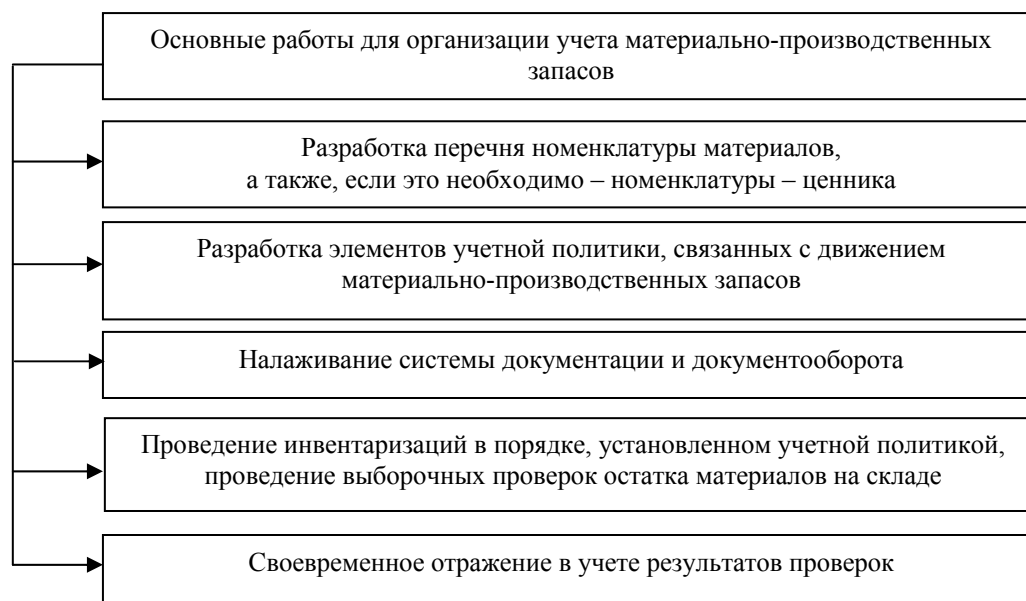 Основные работы для организации учета материально-производственных
запасов
Разработка перечня номенклатуры материалов,
а также, если это необходимо – номенклатуры – ценника
Разработка элементов учетной политики, связанных с движением
материально-производственных запасов
Налаживание системы документации и документооборота
Проведение инвентаризаций в порядке, установленном учетной политикой,
проведение выборочных проверок остатка материалов на складе
Своевременное отражение в учете результатов проверок